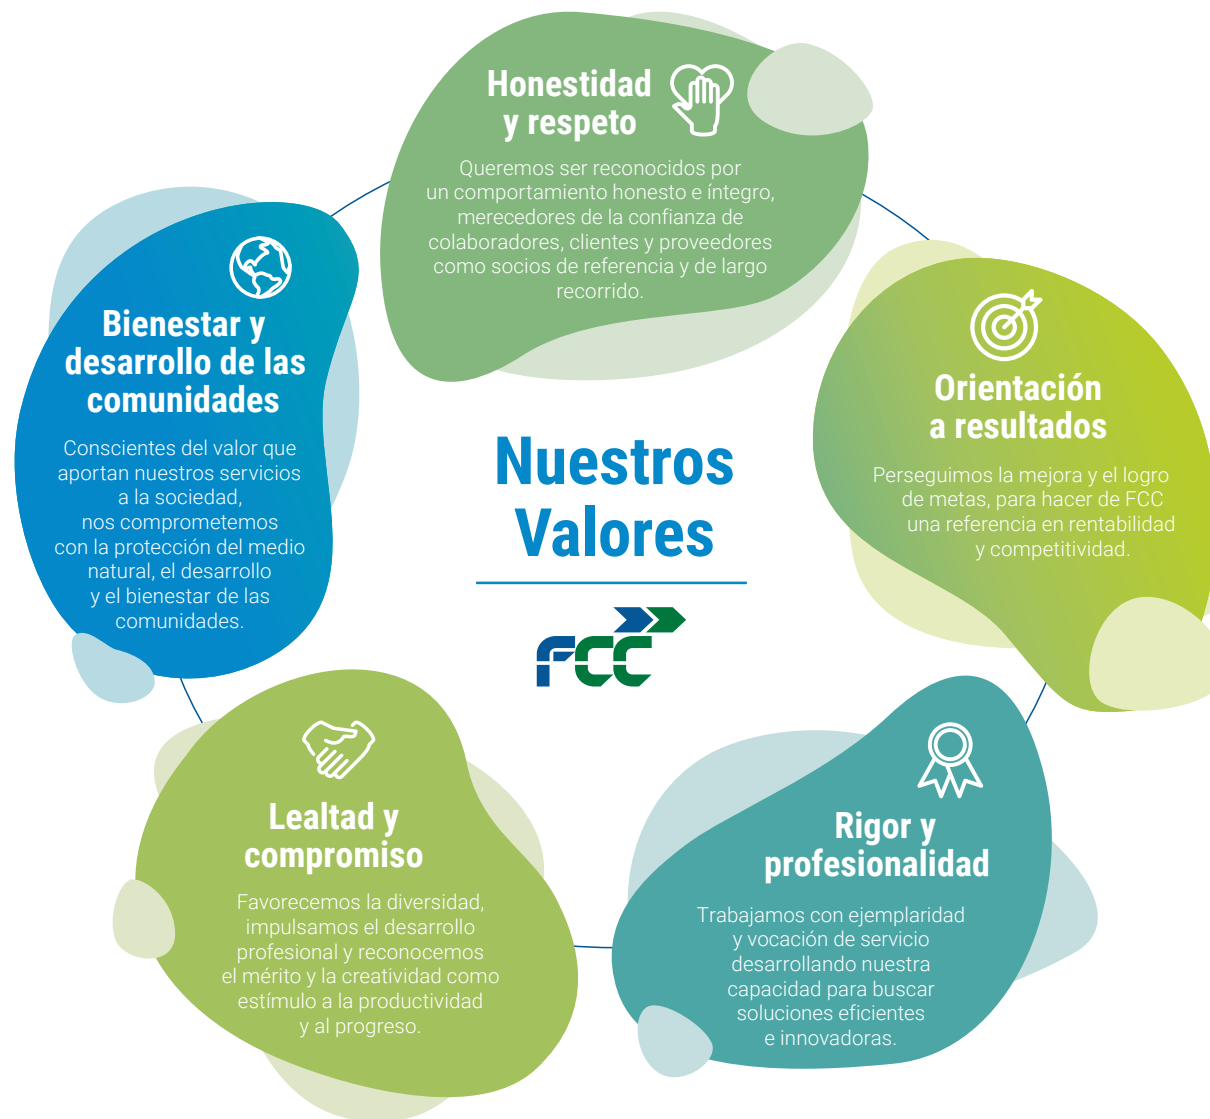 Honestidad
y respeto
Queremos ser reconocidos por
un comportamiento honesto e íntegro,
merecedores de la confianza de
colaboradores, clientes y proveedores
como socios de referencia y de largo
recorrido.
Orientación
a resultados
Perseguimos la mejora y el logro
de metas, para hacer de FCC
una referencia en rentabilidad
y competitividad.
Rigor y
profesionalidad
Trabajamos con ejemplaridad
y vocación de servicio
desarrollando nuestra
capacidad para buscar
soluciones eficientes
e innovadoras.
Lealtad y
compromiso
Favorecemos la diversidad,
impulsamos el desarrollo
profesional y reconocemos
el mérito y la creatividad como
estímulo a la productividad
y al progreso.
Bienestar y
desarrollo de las
comunidades
Conscientes del valor que
aportan nuestros servicios
a la sociedad,
nos comprometemos
con la protección del medio
natural, el desarrollo
y el bienestar de las
comunidades.
Nuestros
Valores
FCC